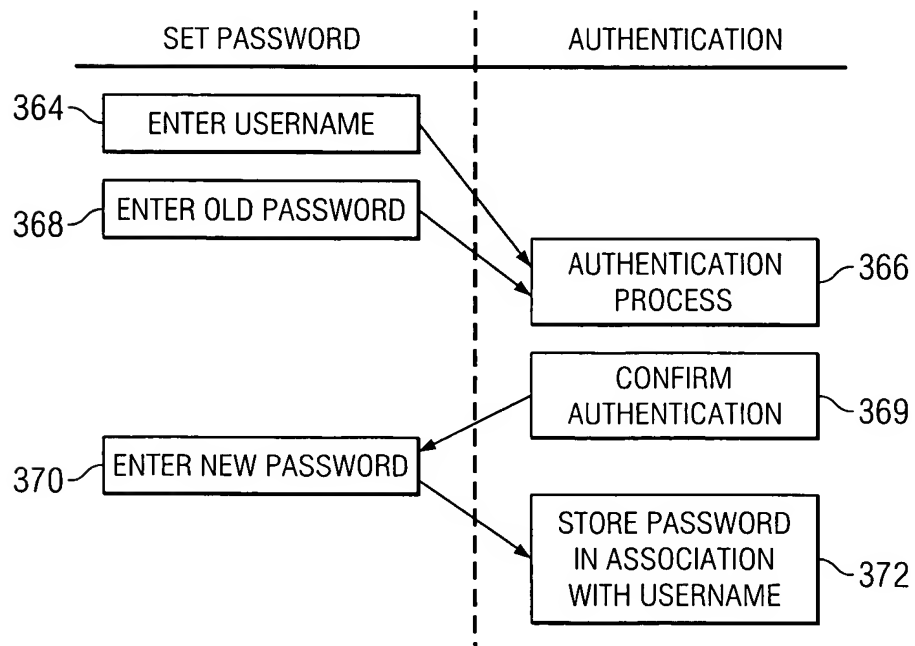 SET PASSWORD
AUTHENTICATION
364
ENTER USERNAME
368
ENTER OLD PASSWORD
AUTHENTICATION
PROCESS
366
CONFIRM
AUTHENTICATION
369
370
ENTER NEW PASSWORD
STORE PASSWORD
IN ASSOCIATION
WITH USERNAME
372